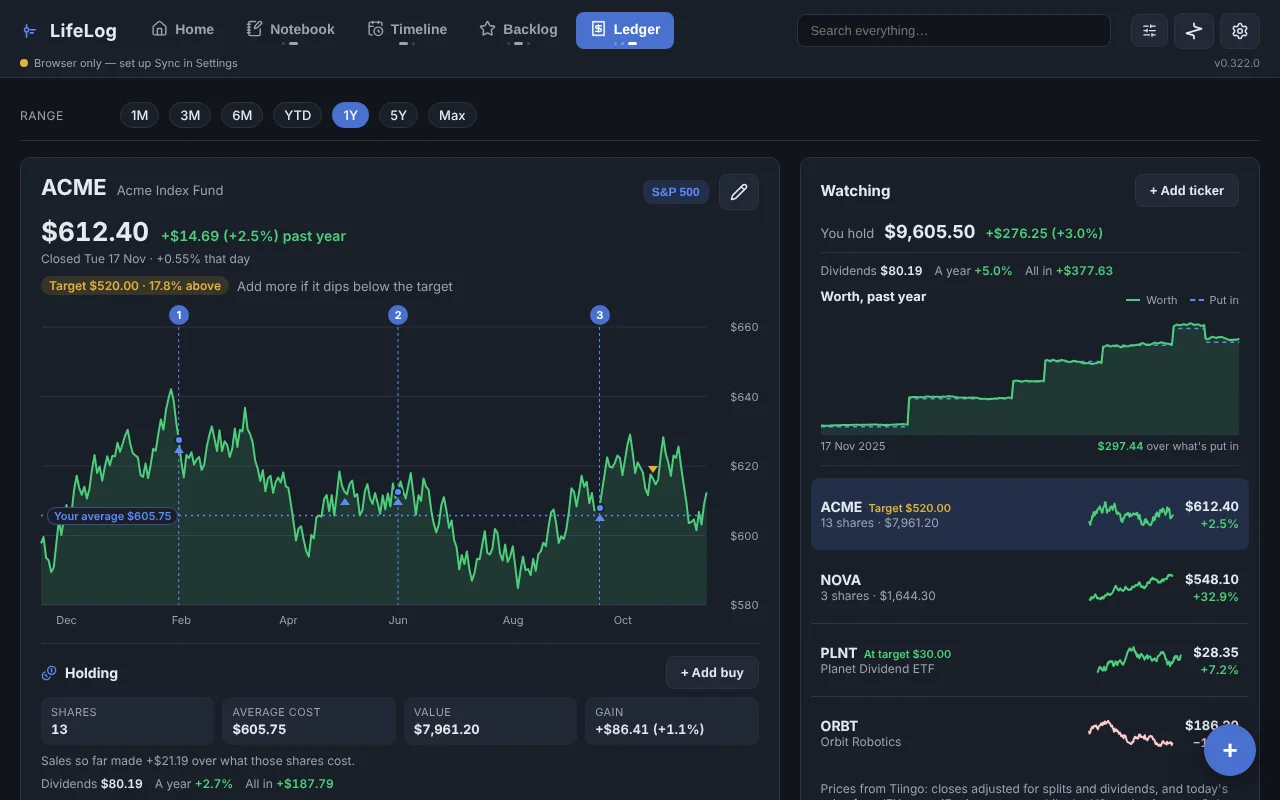 LifeLog
Home
Notebook
Timeline
Backlog
Ledger
Search everything…
Browser only — set up Sync in Settings
v0.322.0
RANGE
1M
3M
6M
YTD
1Y
5Y
Max
ACME Acme Index Fund
S&P 500
$612.40 +$14.69 (+2.5%) past year
Closed Tue 17 Nov · +0.55% that day
Target $520.00 · 17.8% above
Add more if it dips below the target
1
2
3
$660
$640
$620
$600
$580
Your average $605.75
Dec
Feb
Apr
Jun
Aug
Oct
Holding
+ Add buy
SHARES
13
AVERAGE COST
$605.75
VALUE
$7,961.20
GAIN
+$86.41 (+1.1%)
Sales so far made +$21.19 over what those shares cost.
Dividends $80.19 A year +2.7% All in +$187.79
Watching
+ Add ticker
You hold $9,605.50 +$276.25 (+3.0%)
Dividends $80.19 A year +5.0% All in +$377.63
Worth, past year
Worth
Put in
17 Nov 2025
$297.44 over what's put in
ACME Target $520.00
13 shares · $7,961.20
$612.40
+2.5%
NOVA
3 shares · $1,644.30
$548.10
+32.9%
PLNT At target $30.00
Planet Dividend ETF
$28.35
+7.2%
ORBT
Orbit Robotics
+
Prices from Tiingo: closes adjusted for splits and dividends, and today's